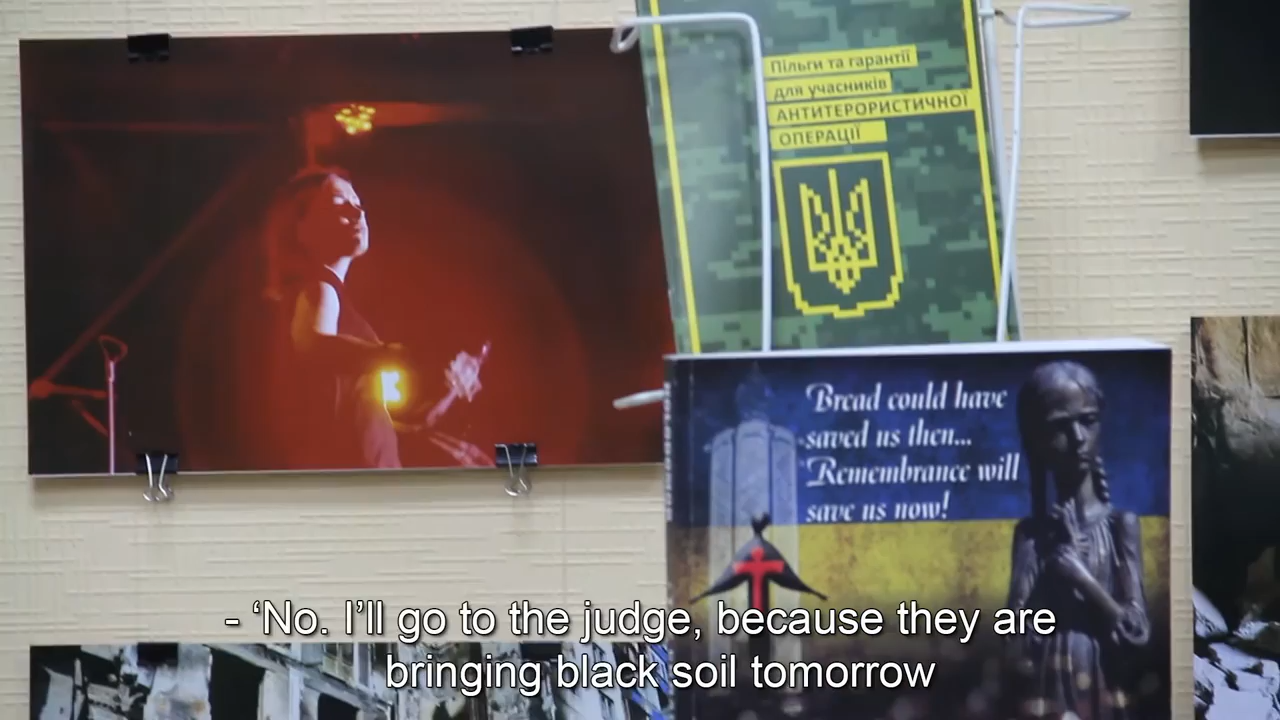 Пільги та гарантії
для учасників
АНТИТЕРОРИСТИЧНОЇ
ОПЕРАЦІЇ
Bread could have
saved us then...
Remembrance will
save us now!
- ‘No. I’ll go to the judge, because they are
bringing black soil tomorrow